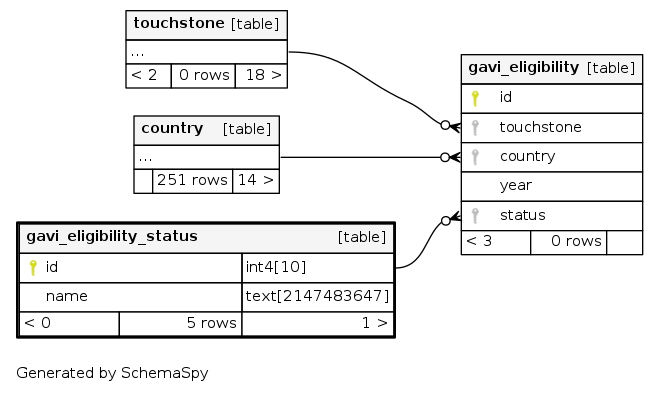 touchstone [table]
...
< 2 0 rows 18 >
gavi_eligibility [table]
id
touchstone
country
year
status
< 3 0 rows
country [table]
...
251 rows 14 >
gavi_eligibility_status [table]
id int4[10]
name text[2147483647]
< 0 5 rows 1 >
Generated by SchemaSpy